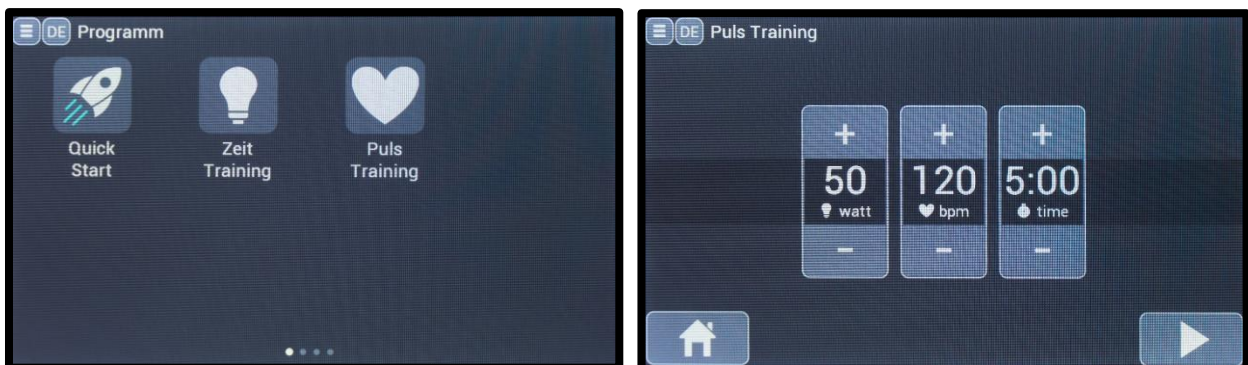 DE Programm
Quick
Start
Zeit
Training
Puls
Training
DE Puls Training
+ + +
50 120 5:00
watt bpm time
- - -